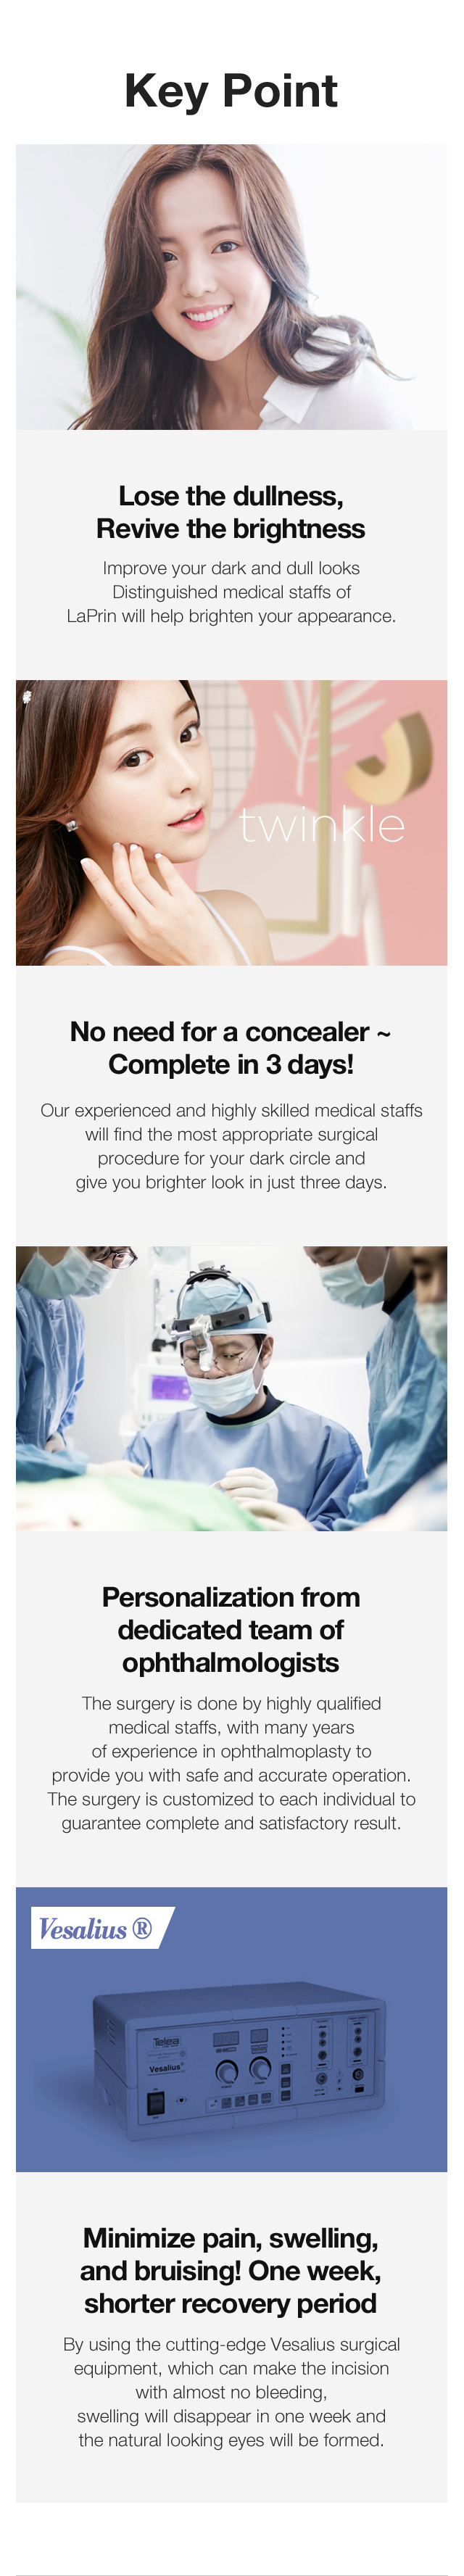 Key Point
Lose the dullness,
Revive the brightness
Improve your dark and dull looks
Distinguished medical staffs of
LaPrin will help brighten your appearance.
twinkle
No need for a concealer ~
Complete in 3 days!
Our experienced and highly skilled medical staffs
will find the most appropriate surgical
procedure for your dark circle and
give you brighter look in just three days.
Personalization from
dedicated team of
ophthalmologists
The surgery is done by highly qualified
medical staffs, with many years
of experience in ophthalmoplasty to
provide you with safe and accurate operation.
The surgery is customized to each individual to
guarantee complete and satisfactory result.
Vesalius ®
Telea
Vesalius
Minimize pain, swelling,
and bruising! One week,
shorter recovery period
By using the cutting-edge Vesalius surgical
equipment, which can make the incision
with almost no bleeding,
swelling will disappear in one week and
the natural looking eyes will be formed.